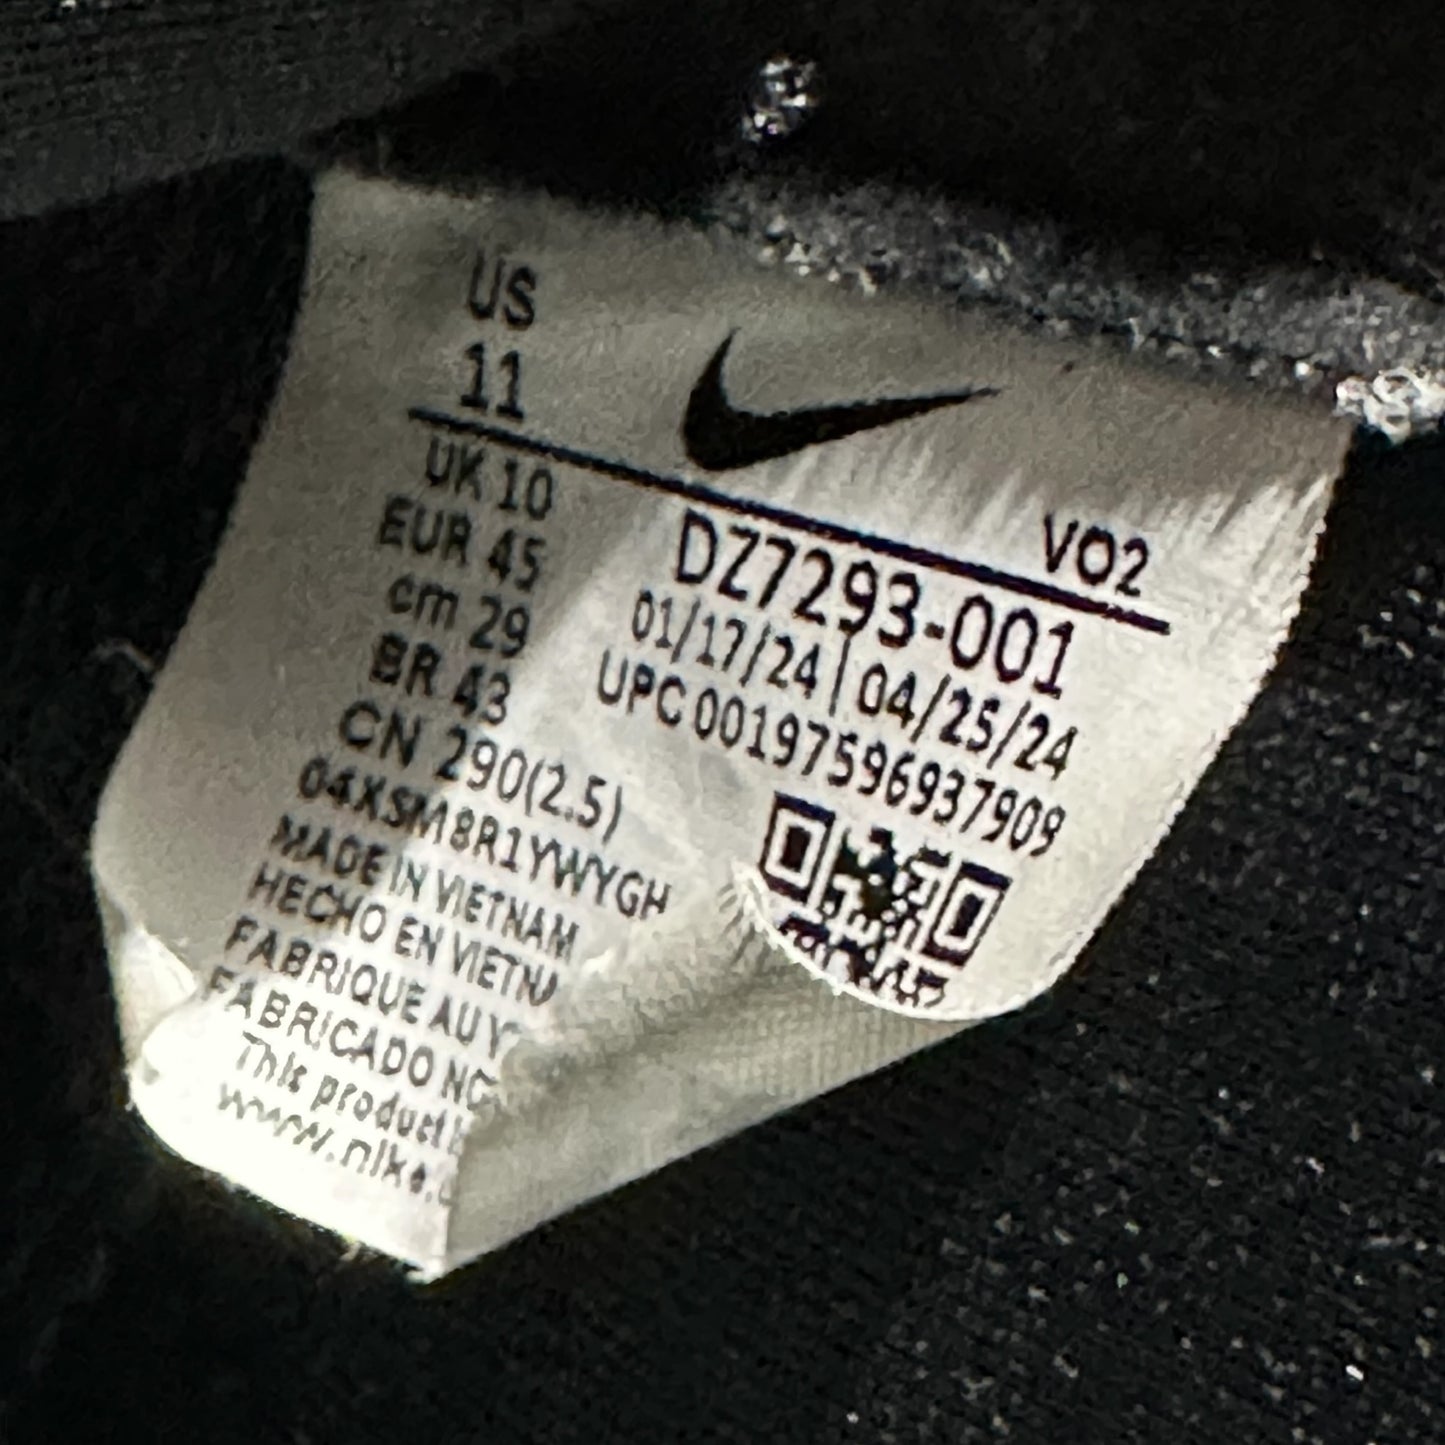 US
11
UK 10
EUR 45
cm 29
BR 43
CN 290(2.5)
04XSM8R1YWYGH
MADE IN VIETNAM
HECHO EN VIETNA
FABRIQUE AU
FABRICADO NO
This product
www.nike.
VO2
DZ7293-001
01/17/24 | 04/25/24
UPC 00197596937909